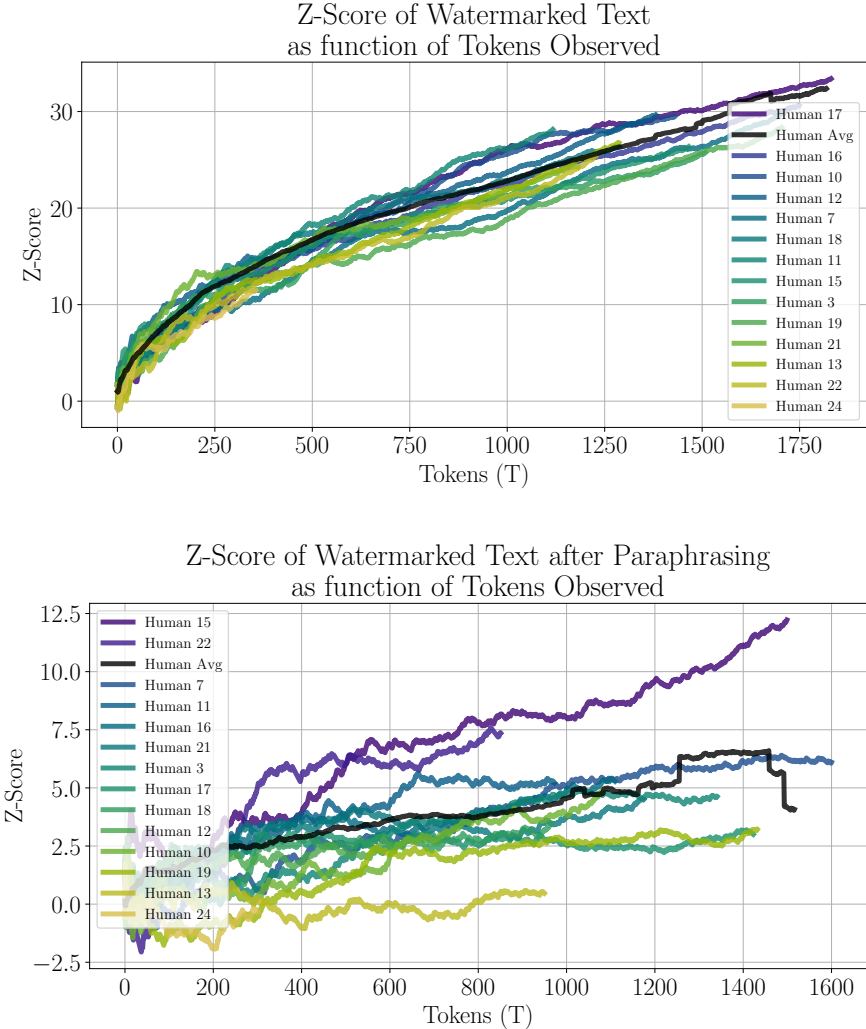 Z-Score of Watermarked Text
as function of Tokens Observed
Z-Score
30
20
10
0
0 250 500 750 1000 1250 1500 1750
Tokens (T)
Human 17
Human Avg
Human 16
Human 10
Human 12
Human 7
Human 18
Human 11
Human 15
Human 3
Human 19
Human 21
Human 13
Human 22
Human 24
Z-Score of Watermarked Text after Paraphrasing
as function of Tokens Observed
Z-Score
12.5
10.0
7.5
5.0
2.5
0.0
−2.5
Human 15
Human 22
Human Avg
Human 7
Human 11
Human 16
Human 21
Human 3
Human 17
Human 18
Human 12
Human 10
Human 19
Human 13
Human 24
0 200 400 600 800 1000 1200 1400 1600
Tokens (T)